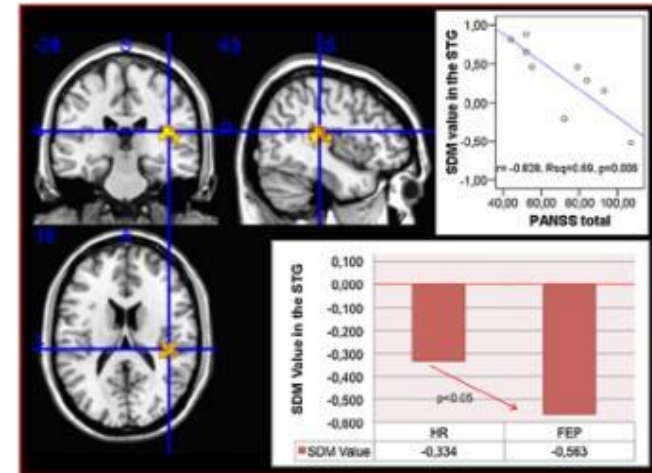 -28
0
43
1,00
0,50
0,00
-0,50
-1,00
SDM value in the STG
r= -0.828, Rsq=0.69, p=0.006
40,00 60,00 80,00 100,00
PANSS total
0,100
0,000
-0,100
-0,200
-0,300
-0,400
-0,500
-0,600
SDM Value in the STG
p<0.05
HR FEP
SDM Value -0,334 -0,563